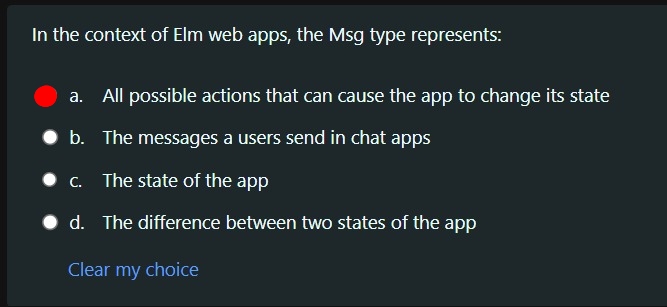 In the context of Elm web apps, the Msg type represents:
a. All possible actions that can cause the app to change its state
b. The messages a users send in chat apps
c. The state of the app
d. The difference between two states of the app
Clear my choice